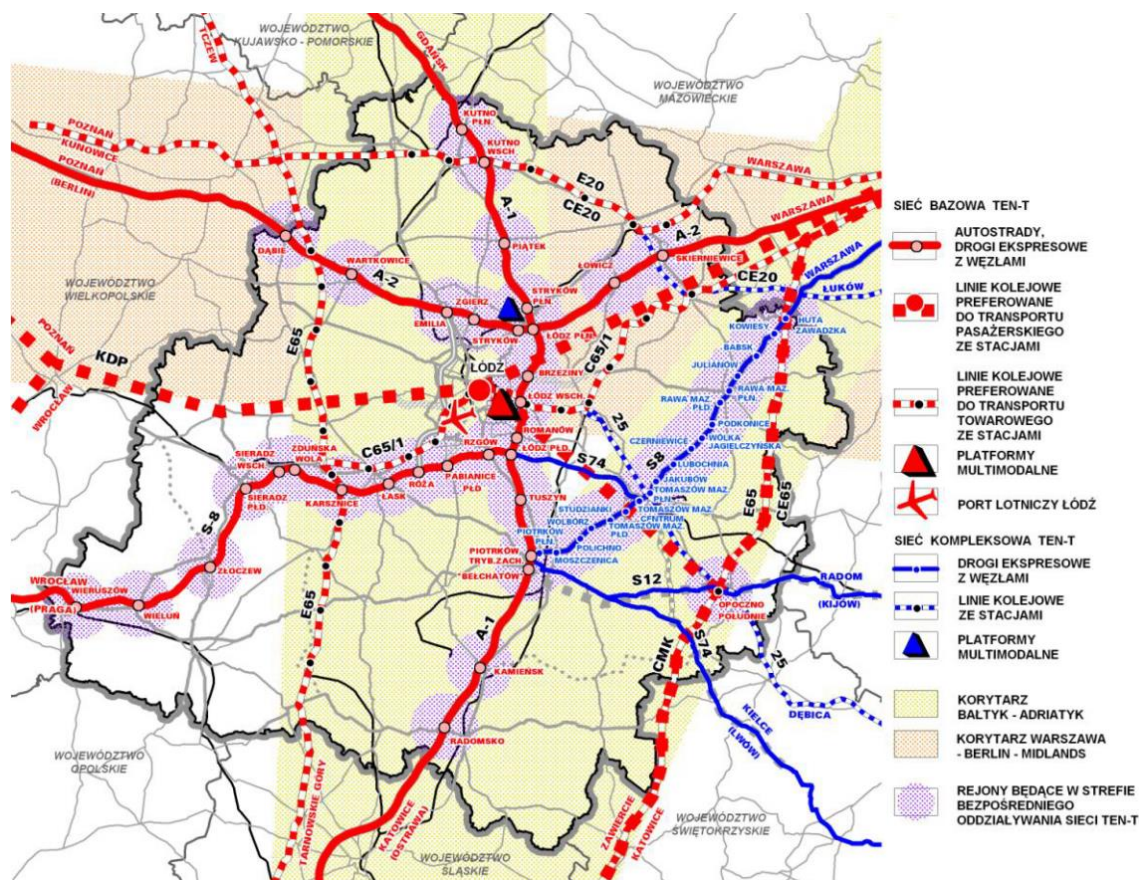 WOJEWÓDZTWO
KUJAWSKO - POMORSKIE
TCZEW
GDAŃSK
WOJEWÓDZTWO
MAZOWIECKIE
KUTNO
PŁN.
KUTNO
WSCH
POZNAŃ
KUNOWICE
POZNAŃ
(BERLIN)
E20
CE20
WARSZAWA
WARSZAWA
A-1
A-2
PIĄTEK
DĄBIE
WARTKOWICE
A-2
ŁOWICZ
SKIERNIEWICE
CE20
WARSZAWA
ŁUKÓW
WOJEWÓDZTWO
WIELKOPOLSKIE
ZGIERZ
EMILIA
STRYKÓW
PŁN.
STRYKÓW
ŁÓDŹ PŁN.
KOWIESY
HUTA
ZAWADZKA
BABSK
JULIANÓW
POZNAŃ
KDP
WROCŁAW
E65
ŁÓDŹ
BRZEZINY
C65/1
ŁÓDŹ WSCH.
RAWA MAZ.
PŁN.
RAWA MAZ.
PŁD.
PODKONICE
25
ROMANÓW
CZERNIEWICE
WÓLKA
JAGIELCZYŃSKA
RZGÓW
ŁÓDŹ PŁD.
S74
S8
LUBOCHNIA
SIERADZ
WSCH.
ZDUŃSKA
WOLA
C65/1
JAKUBÓW
SIERADZ
PŁD.
KARSZNICE
ŁASK
RÓŻA
PABIANICE
PŁD
TUSZYN
TOMASZÓW MAZ.
PŁN.
TOMASZÓW MAZ.
CENTRUM
TOMASZÓW MAZ.
PŁD.
STUDZIANKI
WOLBÓRZ
E65
CE65
S-8
PIOTRKÓW
PŁN.
POLICHNO
MOSZCZENICA
PIOTRKÓW
TRYB.ZACH
BEŁCHATÓW
ZŁOCZEW
WROCŁAW
WIERUSZÓW
(PRAGA)
WIELUŃ
E65
S12
RADOM
(KIJÓW)
OPOCZNO
POŁUDNIE
A-1
KAMIEŃSK
CMK
S74
25
DĘBICA
RADOMSKO
KIELCE
(LWÓW)
WOJEWÓDZTWO
OPOLSKIE
TARNOWSKIE GÓRY
KATOWICE
(OSTRAWA)
WOJEWÓDZTWO
ŚLĄSKIE
ZAWIERCIE
KATOWICE
WOJEWÓDZTWO
ŚWIĘTOKRZYSKIE
SIEĆ BAZOWA TEN-T
AUTOSTRADY,
DROGI EKSPRESOWE
Z WĘZŁAMI
LINIE KOLEJOWE
PREFEROWANE
DO TRANSPORTU
PASAŻERSKIEGO
ZE STACJAMI
LINIE KOLEJOWE
PREFEROWANE
DO TRANSPORTU
TOWAROWEGO
ZE STACJAMI
PLATFORMY
MULTIMODALNE
PORT LOTNICZY ŁÓDŹ
SIEĆ KOMPLEKSOWA TEN-T
DROGI EKSPRESOWE
Z WĘZŁAMI
LINIE KOLEJOWE
ZE STACJAMI
PLATFORMY
MULTIMODALNE
KORYTARZ
BAŁTYK - ADRIATYK
KORYTARZ WARSZAWA
- BERLIN - MIDLANDS
REJONY BĘDĄCE W STREFIE
BEZPOŚREDNIEGO
ODDZIAŁYWANIA SIECI TEN-T